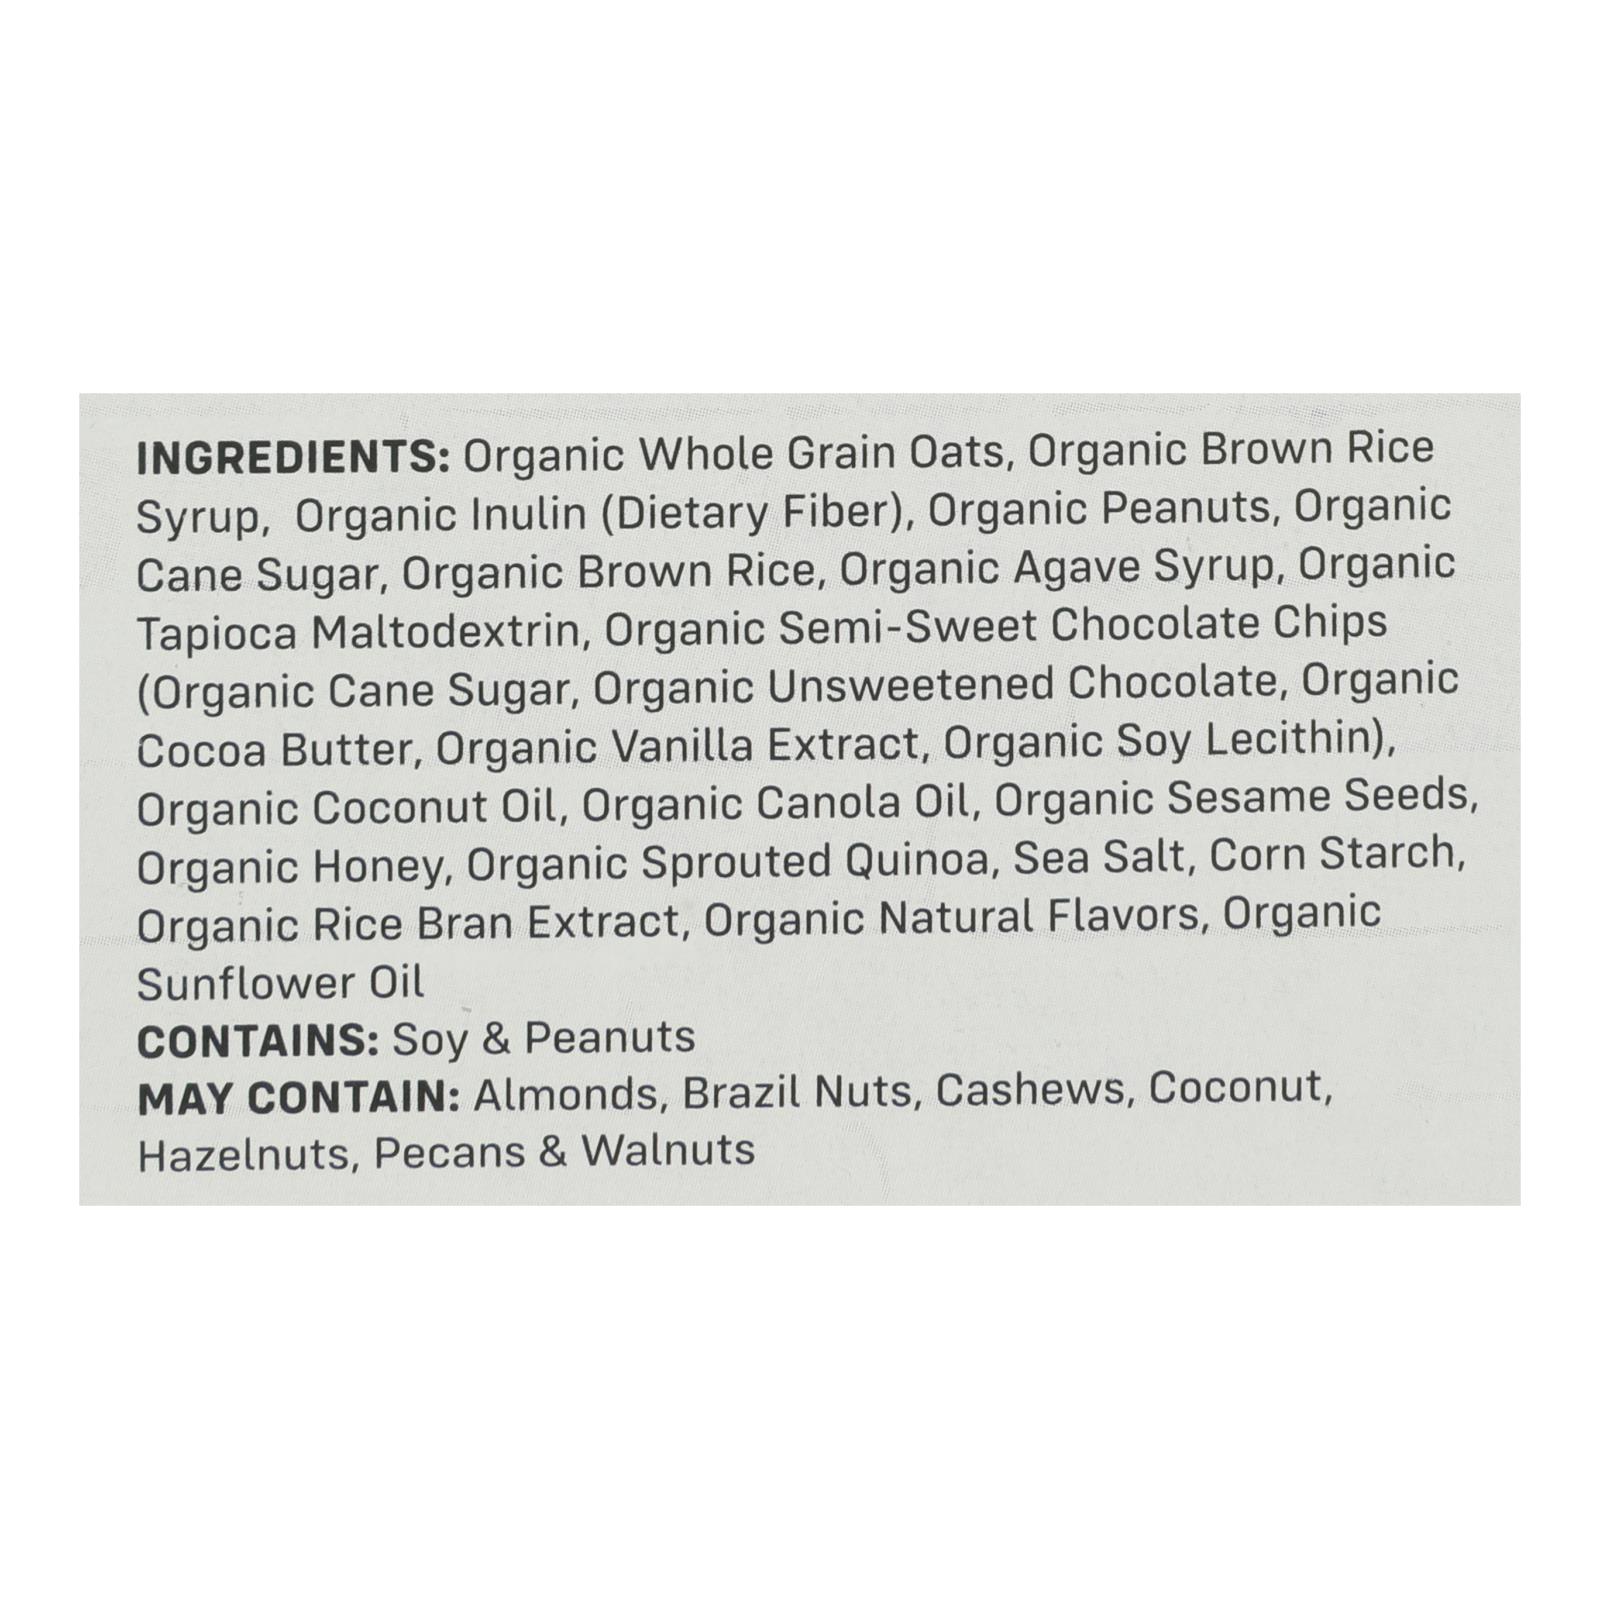 INGREDIENTS: Organic Whole Grain Oats, Organic Brown Rice
Syrup, Organic Inulin (Dietary Fiber), Organic Peanuts, Organic
Cane Sugar, Organic Brown Rice, Organic Agave Syrup, Organic
Tapioca Maltodextrin, Organic Semi-Sweet Chocolate Chips
(Organic Cane Sugar, Organic Unsweetened Chocolate, Organic
Cocoa Butter, Organic Vanilla Extract, Organic Soy Lecithin),
Organic Coconut Oil, Organic Canola Oil, Organic Sesame Seeds,
Organic Honey, Organic Sprouted Quinoa, Sea Salt, Corn Starch,
Organic Rice Bran Extract, Organic Natural Flavors, Organic
Sunflower Oil
CONTAINS: Soy & Peanuts
MAY CONTAIN: Almonds, Brazil Nuts, Cashews, Coconut,
Hazelnuts, Pecans & Walnuts